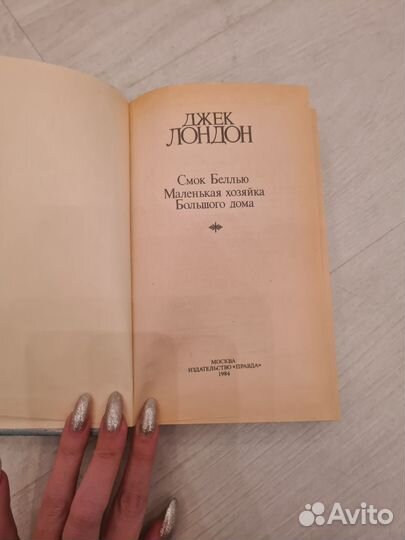 ДЖЕК
ЛОНДОН
Смок Беллью
Маленькая хозяйка
Большого дома
МОСКВА
ИЗДАТЕЛЬСТВО «ПРАВДА»
1984
Avito